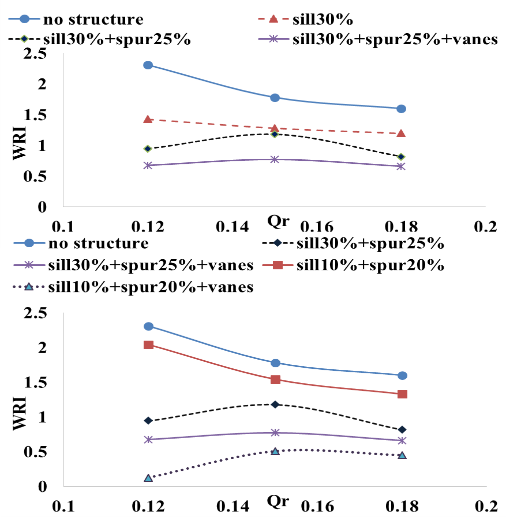 no structure sill30%
sill30%+spur25% sill30%+spur25%+vanes
2.5
2
1.5
1
0.5
0
WRI
0.1 0.12 0.14 0.16 0.18 0.2
Qr
no structure sill30%+spur25%
sill30%+spur25%+vanes sill10%+spur20%
sill10%+spur20%+vanes
2.5
2
1.5
1
0.5
0
WRI
0.1 0.12 0.14 0.16 0.18 0.2
Qr